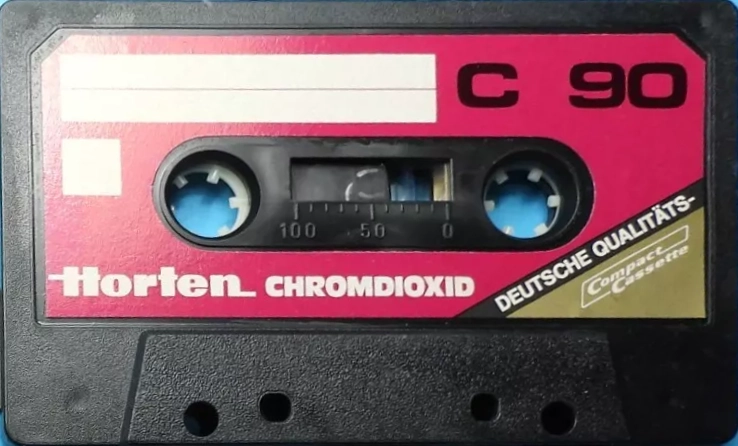 C 90
100 50 0
Horten CHROMDIOXID
DEUTSCHE QUALITÄTS-
Compact
Cassette